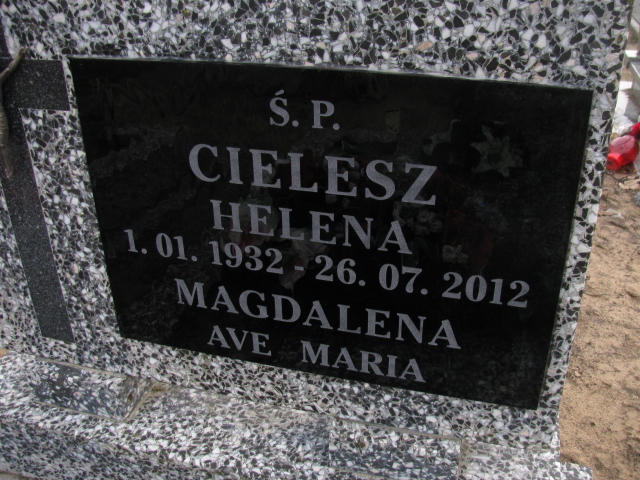 Ś. P.
CIELESZ
HELENA
1. 01. 1932 - 26. 07. 2012
MAGDALENA
AVE MARIA